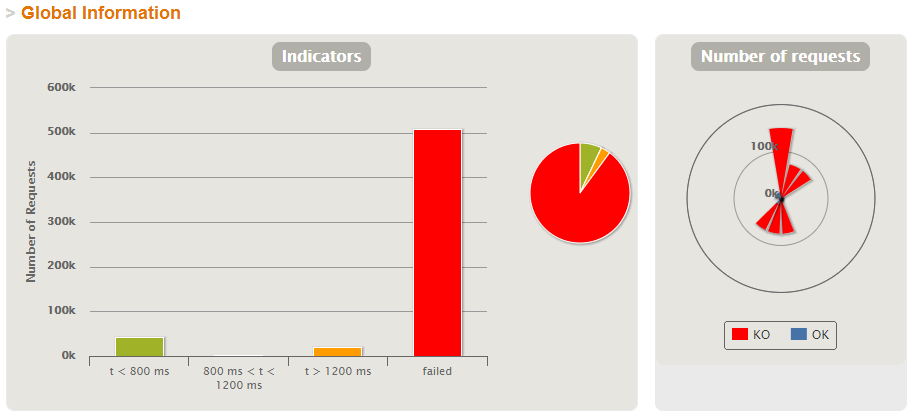 > Global Information
Indicators
Number of Requests
600k
500k
400k
300k
200k
100k
0k
t < 800 ms
800 ms < t <
1200 ms
t > 1200 ms
failed
Number of requests
100k
0k
KO
OK